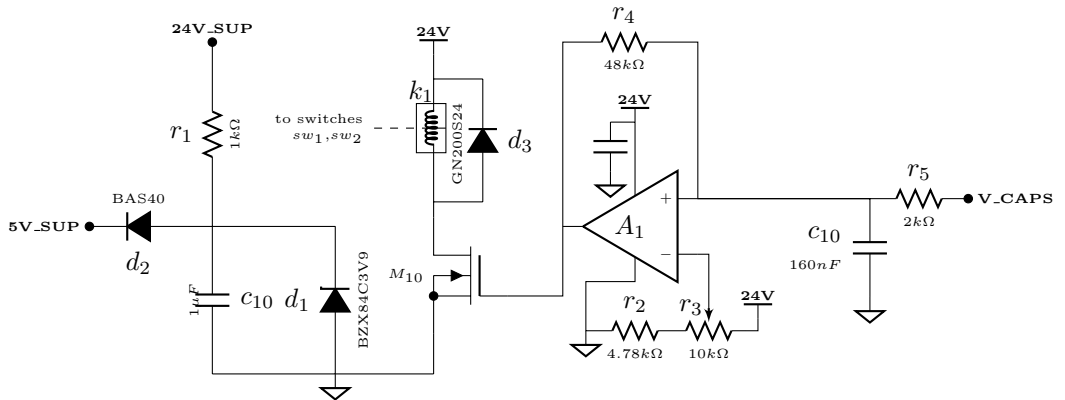 24V_SUP
r₁
1kΩ
5V_SUP
BAS40
d₂
1uF
c₁₀
d₁
BZX84C3V9
24V
k₁
to switches
sw₁,sw₂
GN200S24
d₃
M₁₀
r₄
48kΩ
24V
+
A₁
−
r₂
4.78kΩ
r₃
10kΩ
24V
c₁₀
160nF
r₅
2kΩ
V_CAPS